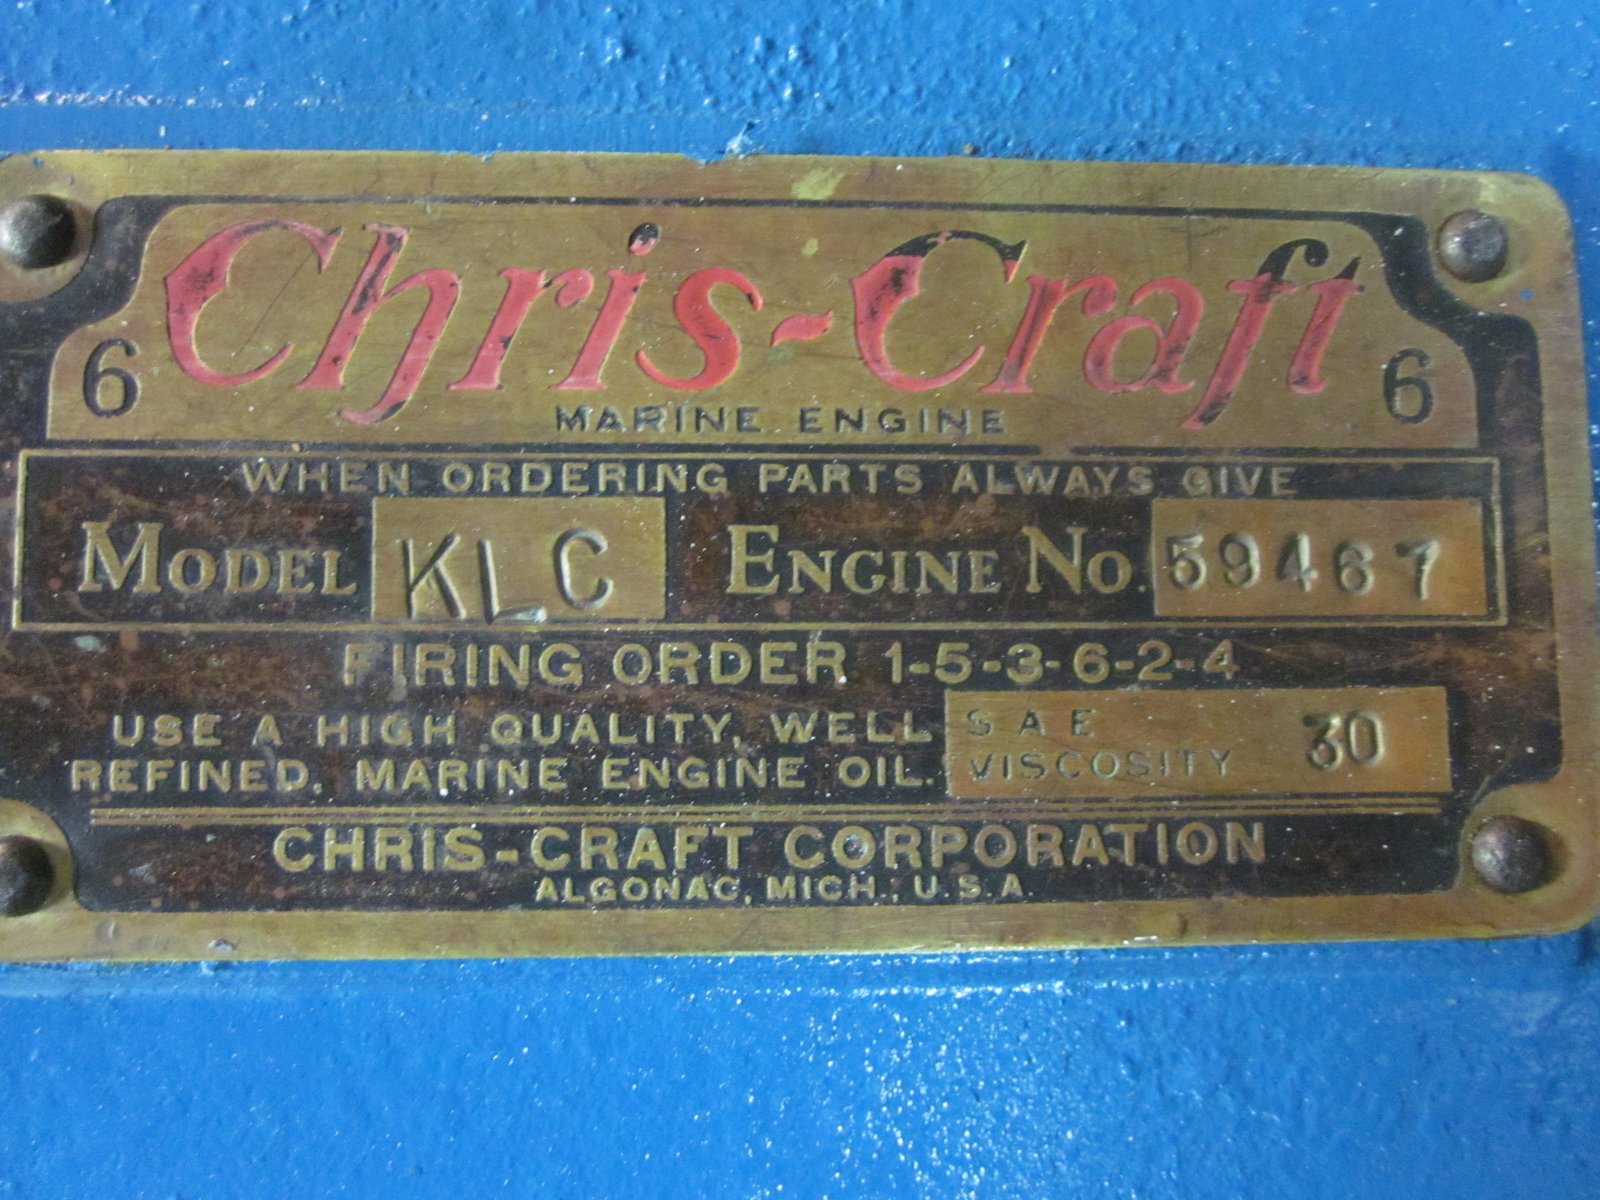 Chris-Craft
6 6
MARINE ENGINE
WHEN ORDERING PARTS ALWAYS GIVE
MODEL KLC ENGINE NO. 59467
FIRING ORDER 1-5-3-6-2-4
USE A HIGH QUALITY, WELL SAE
REFINED, MARINE ENGINE OIL. VISCOSITY 30
CHRIS-CRAFT CORPORATION
ALGONAC, MICH., U.S.A.